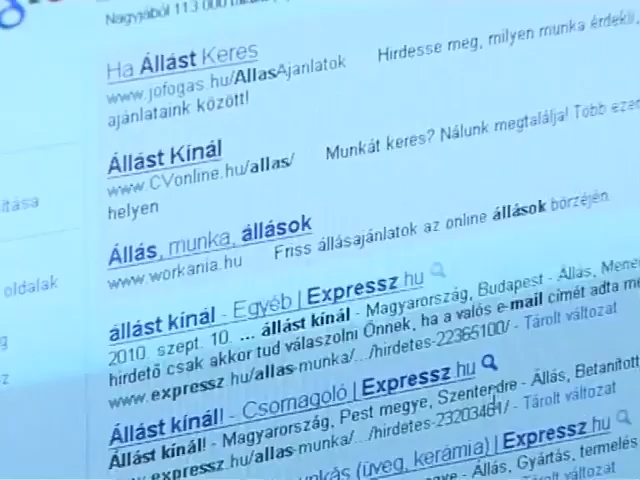 Nagyjából 113 000
Ha Állást Keres
www.jofogas.hu/AllasAjanlatok Hirdesse meg, milyen munka érdekli,
ajánlataink között!
Állást Kínál
www.CVonline.hu/allas/ Munkát keres? Nálunk megtalálja! Több
helyen
Állás, munka, állások
www.workania.hu Friss állásajánlatok az online állások börzéjén
ítása
oldalak
állást kínál - Egyéb | Expressz.hu
2010. szept. 10. ... állást kínál - Magyarország, Budapest - Állás,
hirdető csak akkor tud válaszolni Önnek, ha a valós e-mail címét adta
www.expressz.hu/allas-munka/.../hirdetes-22365100/ - Tárolt változat
Állást kínál! - Csomagoló | Expressz.hu
Állást kínál! - Magyarország, Pest megye, Szentendre - Állás, Betanított
www.expressz.hu/allas-munka/.../hirdetes-23203461/ - Tárolt változat
(üveg, kerámia) | Expressz.hu
- Állás, Gyártás, termelés
- Tárolt változat